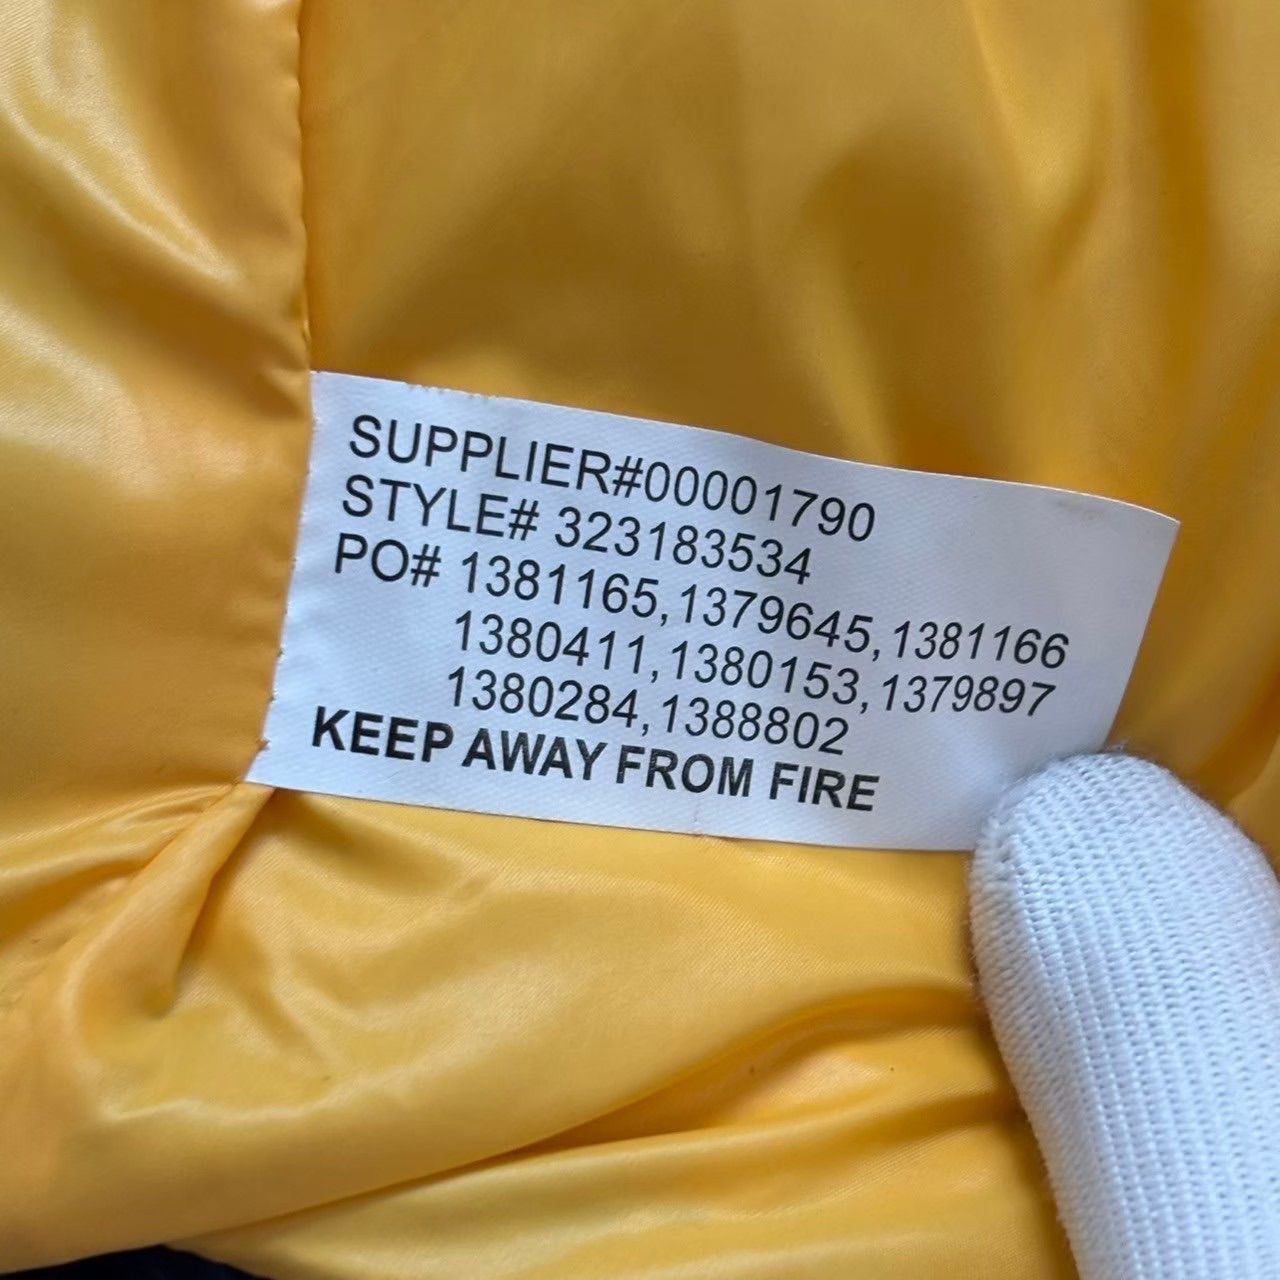 SUPPLIER#00001790
STYLE# 323183534
PO# 1381165,1379645,1381166
1380411,1380153,1379897
1380284,1388802
KEEP AWAY FROM FIRE